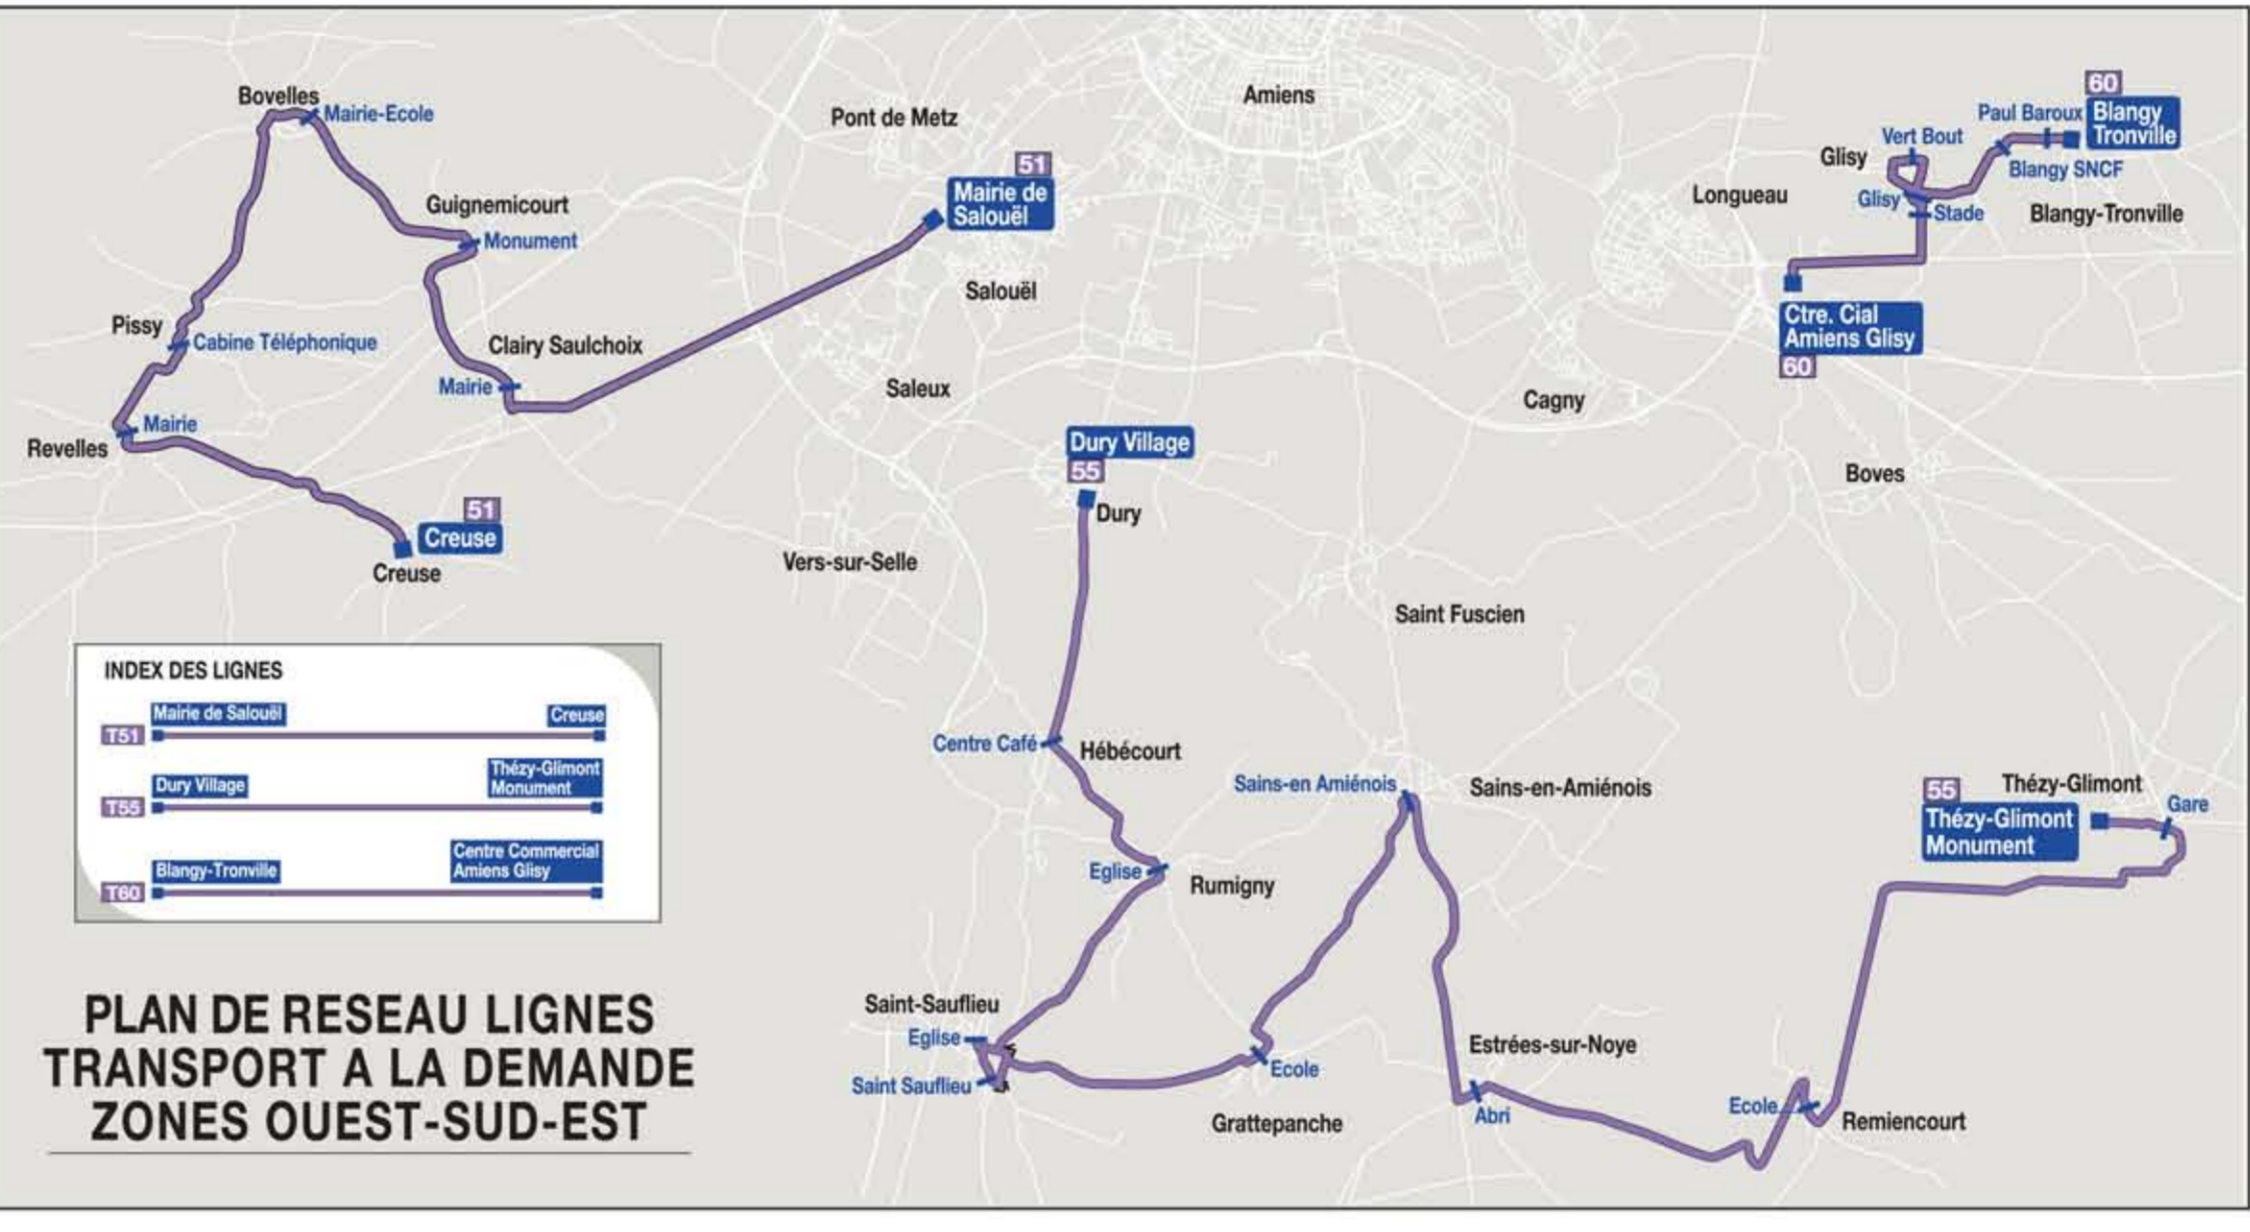 Bovelles
Mairie-Ecole
Guignemicourt
Monument
Pissy
Cabine Téléphonique
Clairy Saulchoix
Mairie
Mairie
Revelles
51
Creuse
Creuse
Pont de Metz
51
Mairie de
Salouël
Salouël
Saleux
Amiens
60
Blangy
Tronville
Paul Baroux
Vert Bout
Glisy
Blangy SNCF
Longueau
Glisy
Stade
Blangy-Tronville
Ctre. Cial
Amiens Glisy
60
Cagny
Boves
Dury Village
55
Dury
Vers-sur-Selle
Saint Fuscien
Centre Café
Hébécourt
Sains-en Amiénois
Sains-en-Amiénois
Eglise
Rumigny
Saint-Sauflieu
Eglise
Saint Sauflieu
Ecole
Grattepanche
Estrées-sur-Noye
Abri
Ecole
Remiencourt
55
Thézy-Glimont
Thézy-Glimont
Monument
Gare
INDEX DES LIGNES
Mairie de Salouël
Creuse
T51
Dury Village
Thézy-Glimont
Monument
T55
Blangy-Tronville
Centre Commercial
Amiens Glisy
T60
PLAN DE RESEAU LIGNES
TRANSPORT A LA DEMANDE
ZONES OUEST-SUD-EST